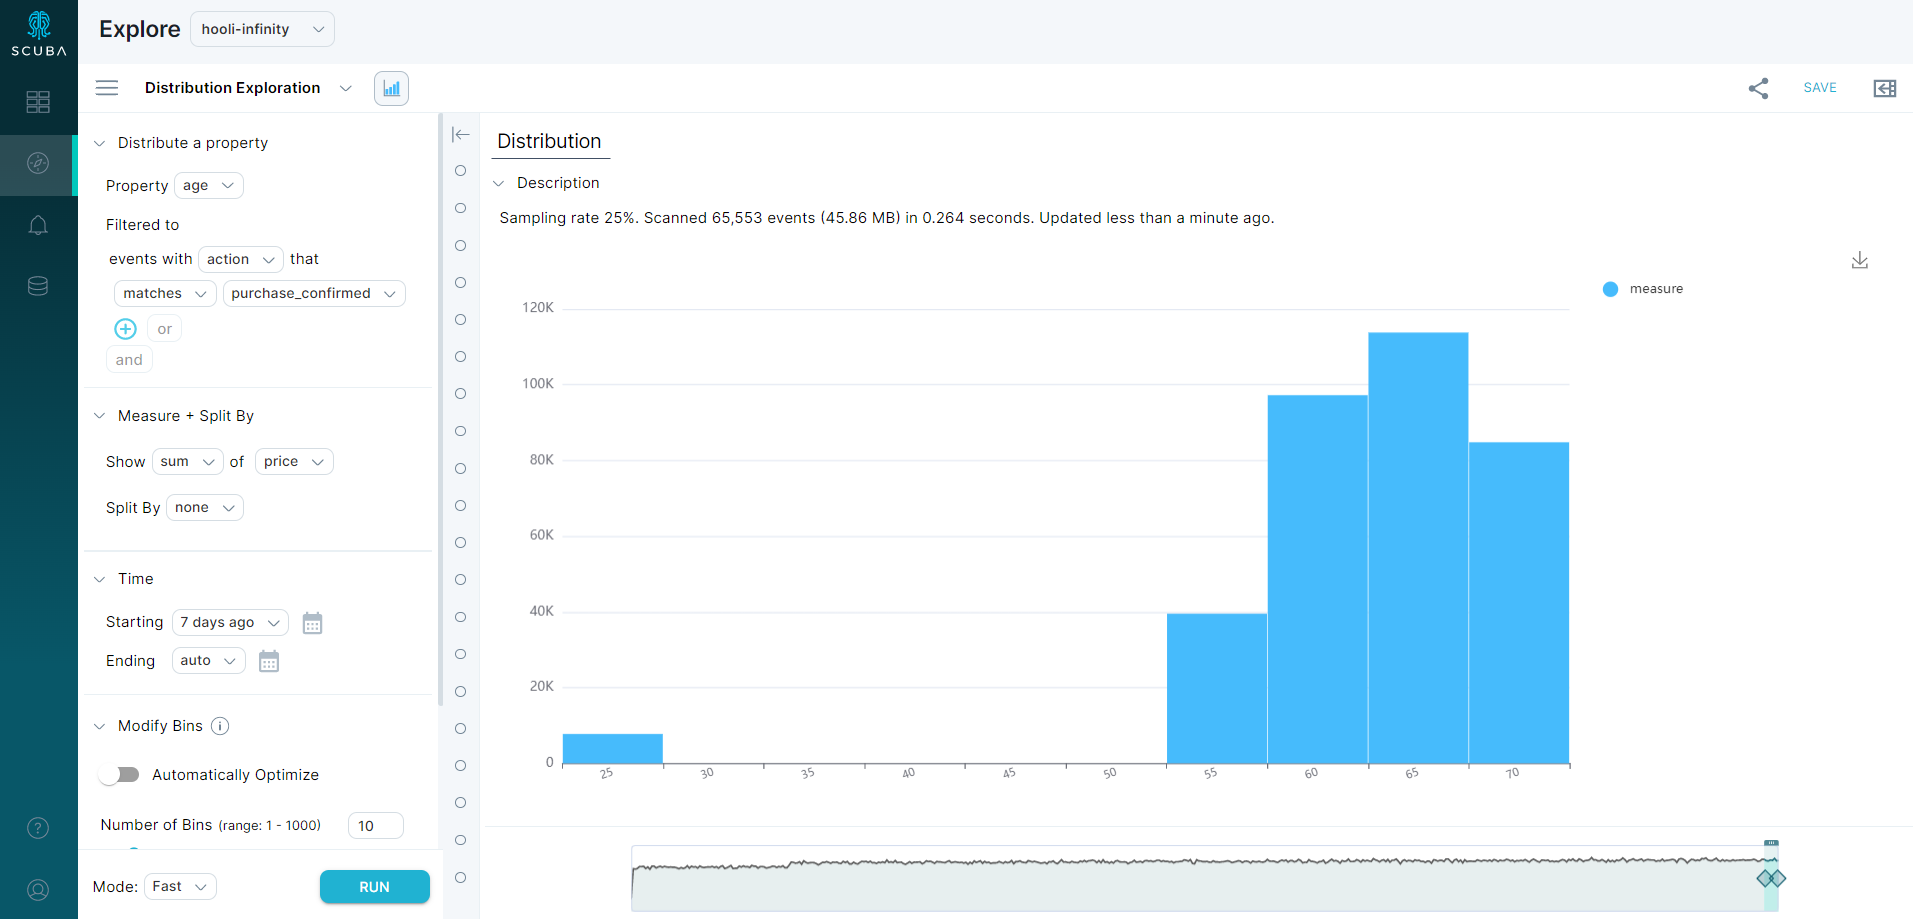 SCUBA
Explore
hooli-infinity
Distribution Exploration
SAVE
Distribute a property
Property age
Filtered to
events with action that
matches purchase_confirmed
or
and
Measure + Split By
Show sum of price
Split By none
Time
Starting 7 days ago
Ending auto
Modify Bins i
Automatically Optimize
Number of Bins (range: 1 - 1000) 10
Mode: Fast RUN
Distribution
Description
Sampling rate 25%. Scanned 65,553 events (45.86 MB) in 0.264 seconds. Updated less than a minute ago.
measure
120K
100K
80K
60K
40K
20K
0
25 30 35 40 45 50 55 60 65 70
?